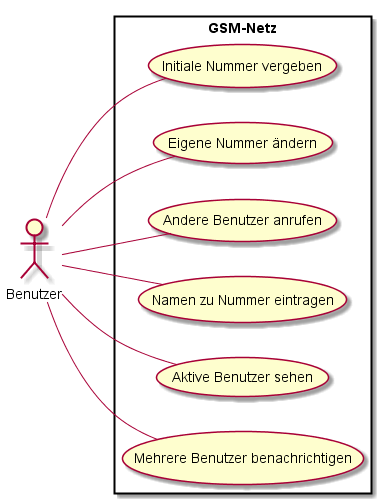 GSM-Netz
Initiale Nummer vergeben
Eigene Nummer ändern
Andere Benutzer anrufen
Namen zu Nummer eintragen
Benutzer
Aktive Benutzer sehen
Mehrere Benutzer benachrichtigen